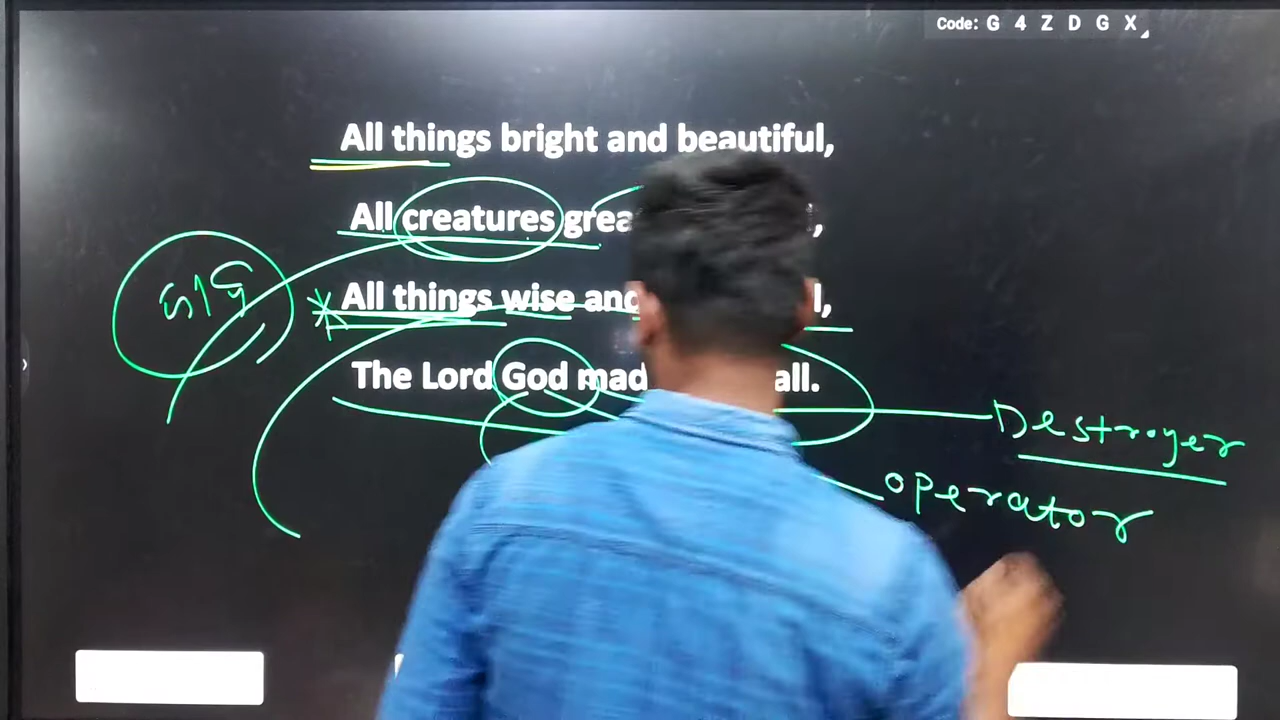 Code: G 4 Z D G X
All things bright and beautiful,
All creatures grea
All things wise and
The Lord God mad all.
Destroyer
operator